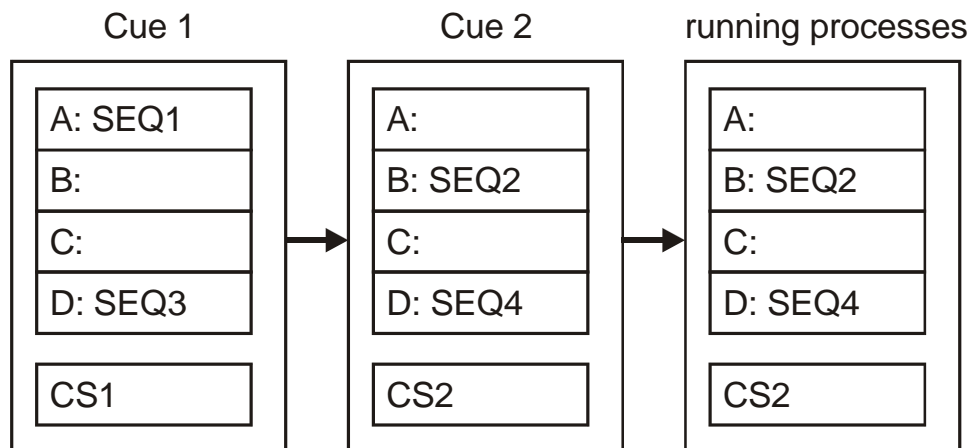 Cue 1
A: SEQ1
B:
C:
D: SEQ3
CS1
Cue 2
A:
B: SEQ2
C:
D: SEQ4
CS2
running processes
A:
B: SEQ2
C:
D: SEQ4
CS2